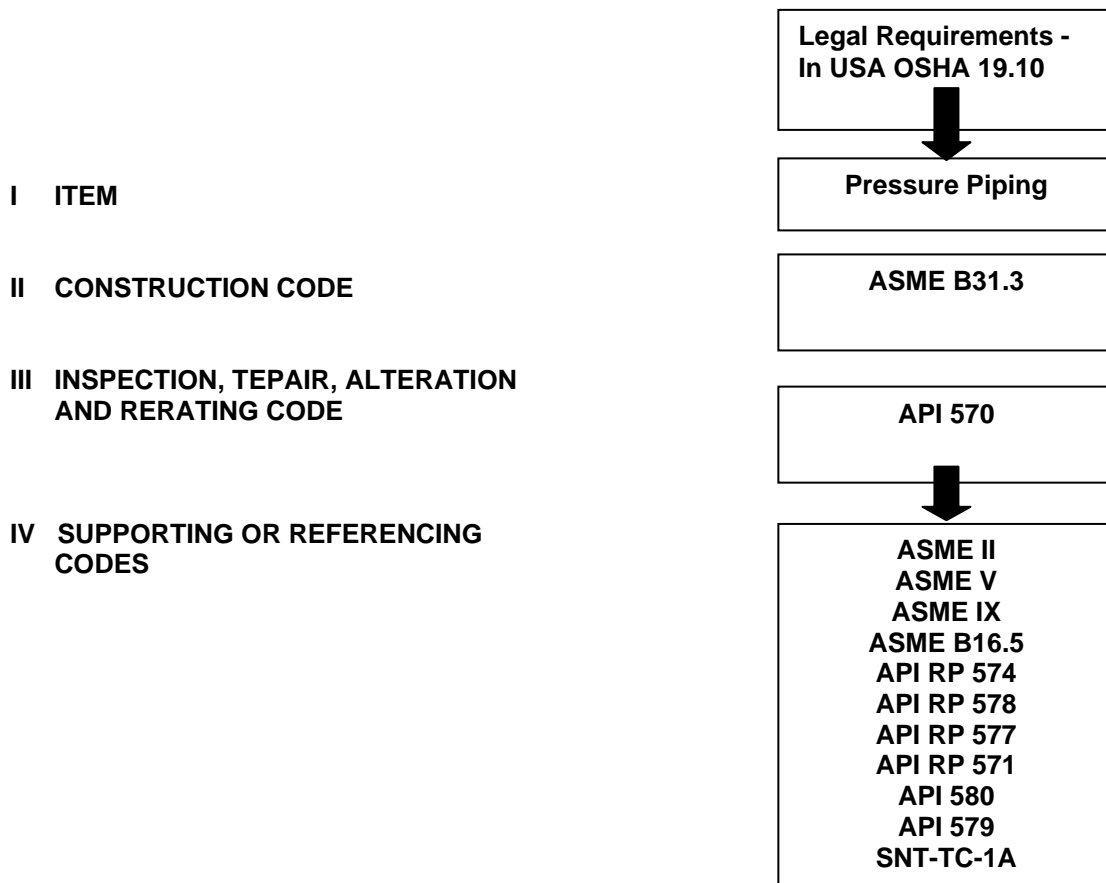 Legal Requirements -
In USA OSHA 19.10
I ITEM
Pressure Piping
II CONSTRUCTION CODE
ASME B31.3
III INSPECTION, TEPAIR, ALTERATION
AND RERATING CODE
API 570
IV SUPPORTING OR REFERENCING
CODES
ASME II
ASME V
ASME IX
ASME B16.5
API RP 574
API RP 578
API RP 577
API RP 571
API 580
API 579
SNT-TC-1A